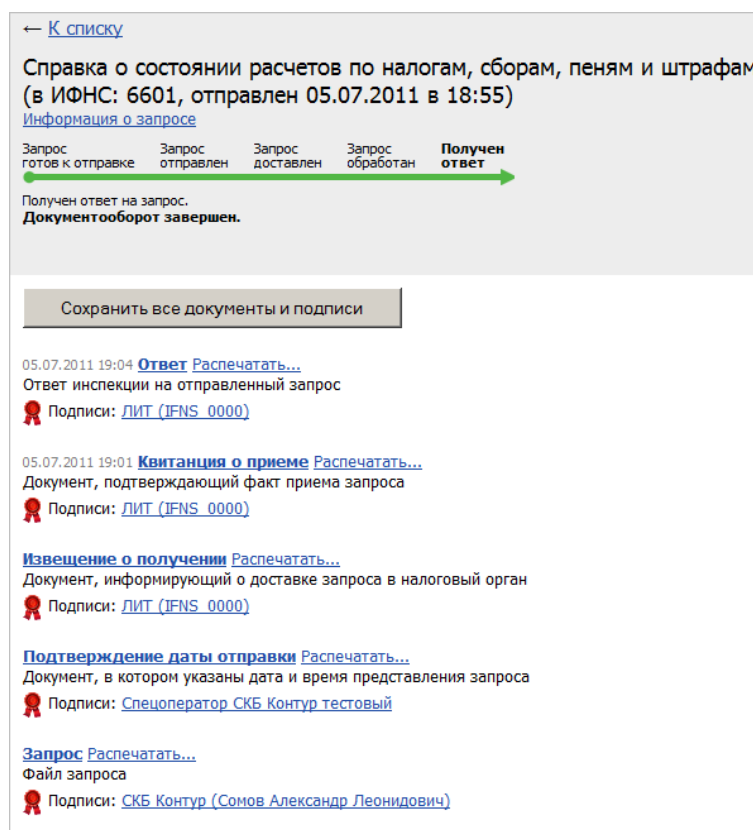 ← К списку
Справка о состоянии расчетов по налогам, сборам, пеням и штрафам
(в ИФНС: 6601, отправлен 05.07.2011 в 18:55)
Информация о запросе
Запрос готов к отправке Запрос отправлен Запрос доставлен Запрос обработан Получен ответ
Получен ответ на запрос.
Документооборот завершен.
Сохранить все документы и подписи
05.07.2011 19:04 Ответ Распечатать...
Ответ инспекции на отправленный запрос
Подписи: ЛИТ (IFNS_0000)
05.07.2011 19:01 Квитанция о приеме Распечатать...
Документ, подтверждающий факт приема запроса
Подписи: ЛИТ (IFNS_0000)
Извещение о получении Распечатать...
Документ, информирующий о доставке запроса в налоговый орган
Подписи: ЛИТ (IFNS_0000)
Подтверждение даты отправки Распечатать...
Документ, в котором указаны дата и время представления запроса
Подписи: Спецоператор СКБ Контур тестовый
Запрос Распечатать...
Файл запроса
Подписи: СКБ Контур (Сомов Александр Леонидович)